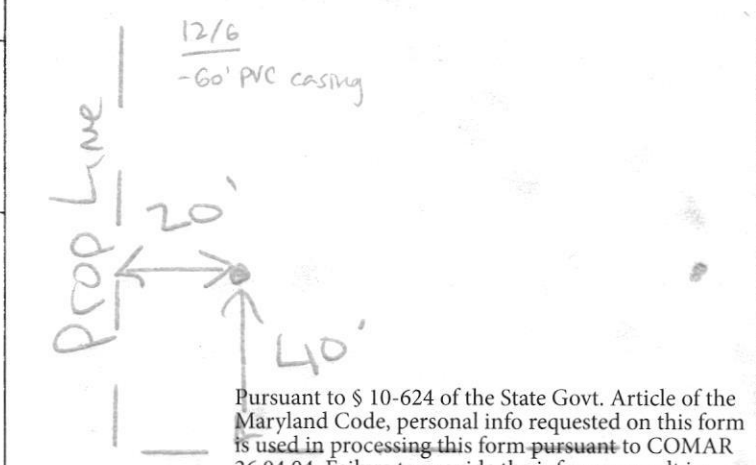 12/6
-60' PVC casing
Prop Line
20'
40'
Pursuant to § 10-624 of the State Govt. Article of the
Maryland Code, personal info requested on this form
is used in processing this form pursuant to COMAR